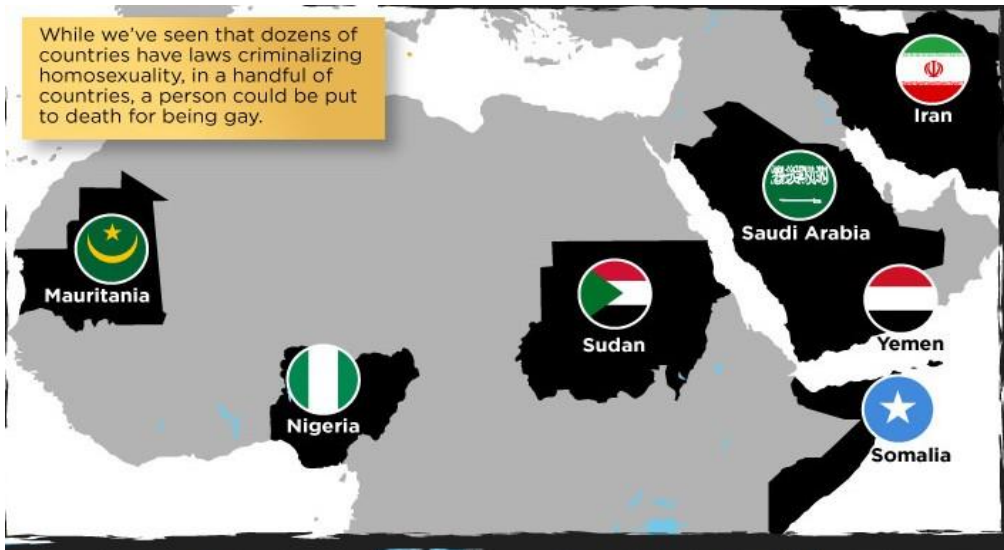 While we've seen that dozens of
countries have laws criminalizing
homosexuality, in a handful of
countries, a person could be put
to death for being gay.
Iran
Saudi Arabia
Mauritania
Yemen
Sudan
Nigeria
Somalia